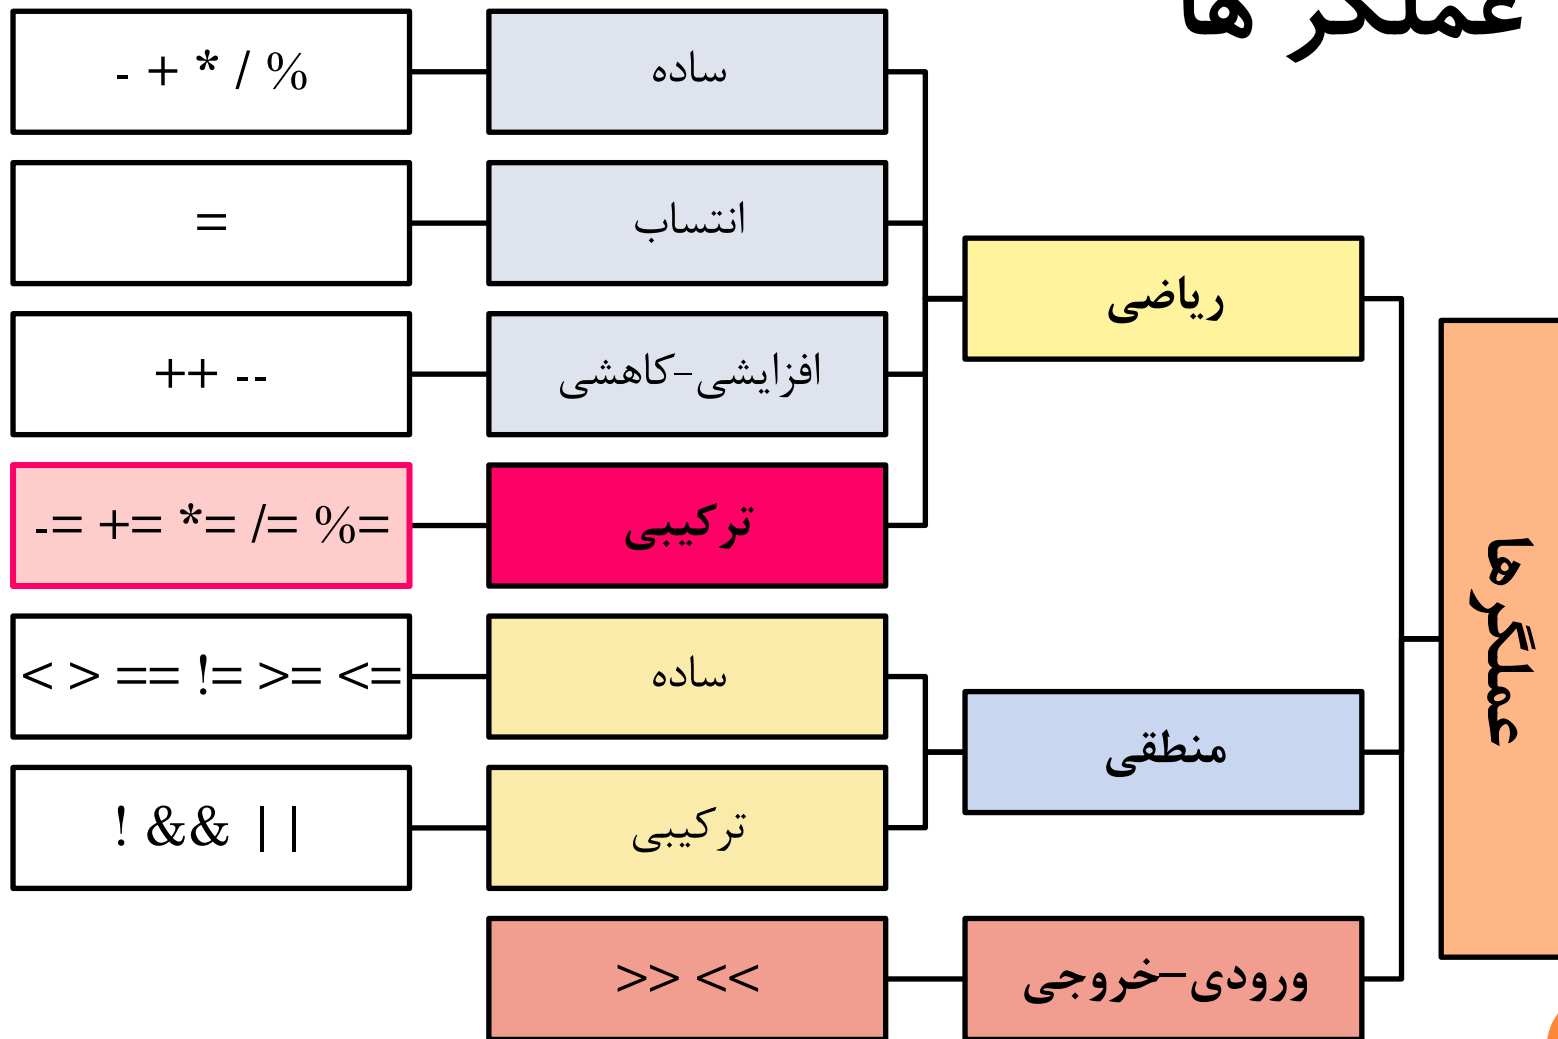 عملگر ها
عملگرها
ریاضی
ساده
- + * / %
انتساب
=
افزایشی-کاهشی
++ --
ترکیبی
-= += *= /= %=
منطقی
ساده
< > == != >= <=
ترکیبی
! && ||
ورودی-خروجی
>> <<